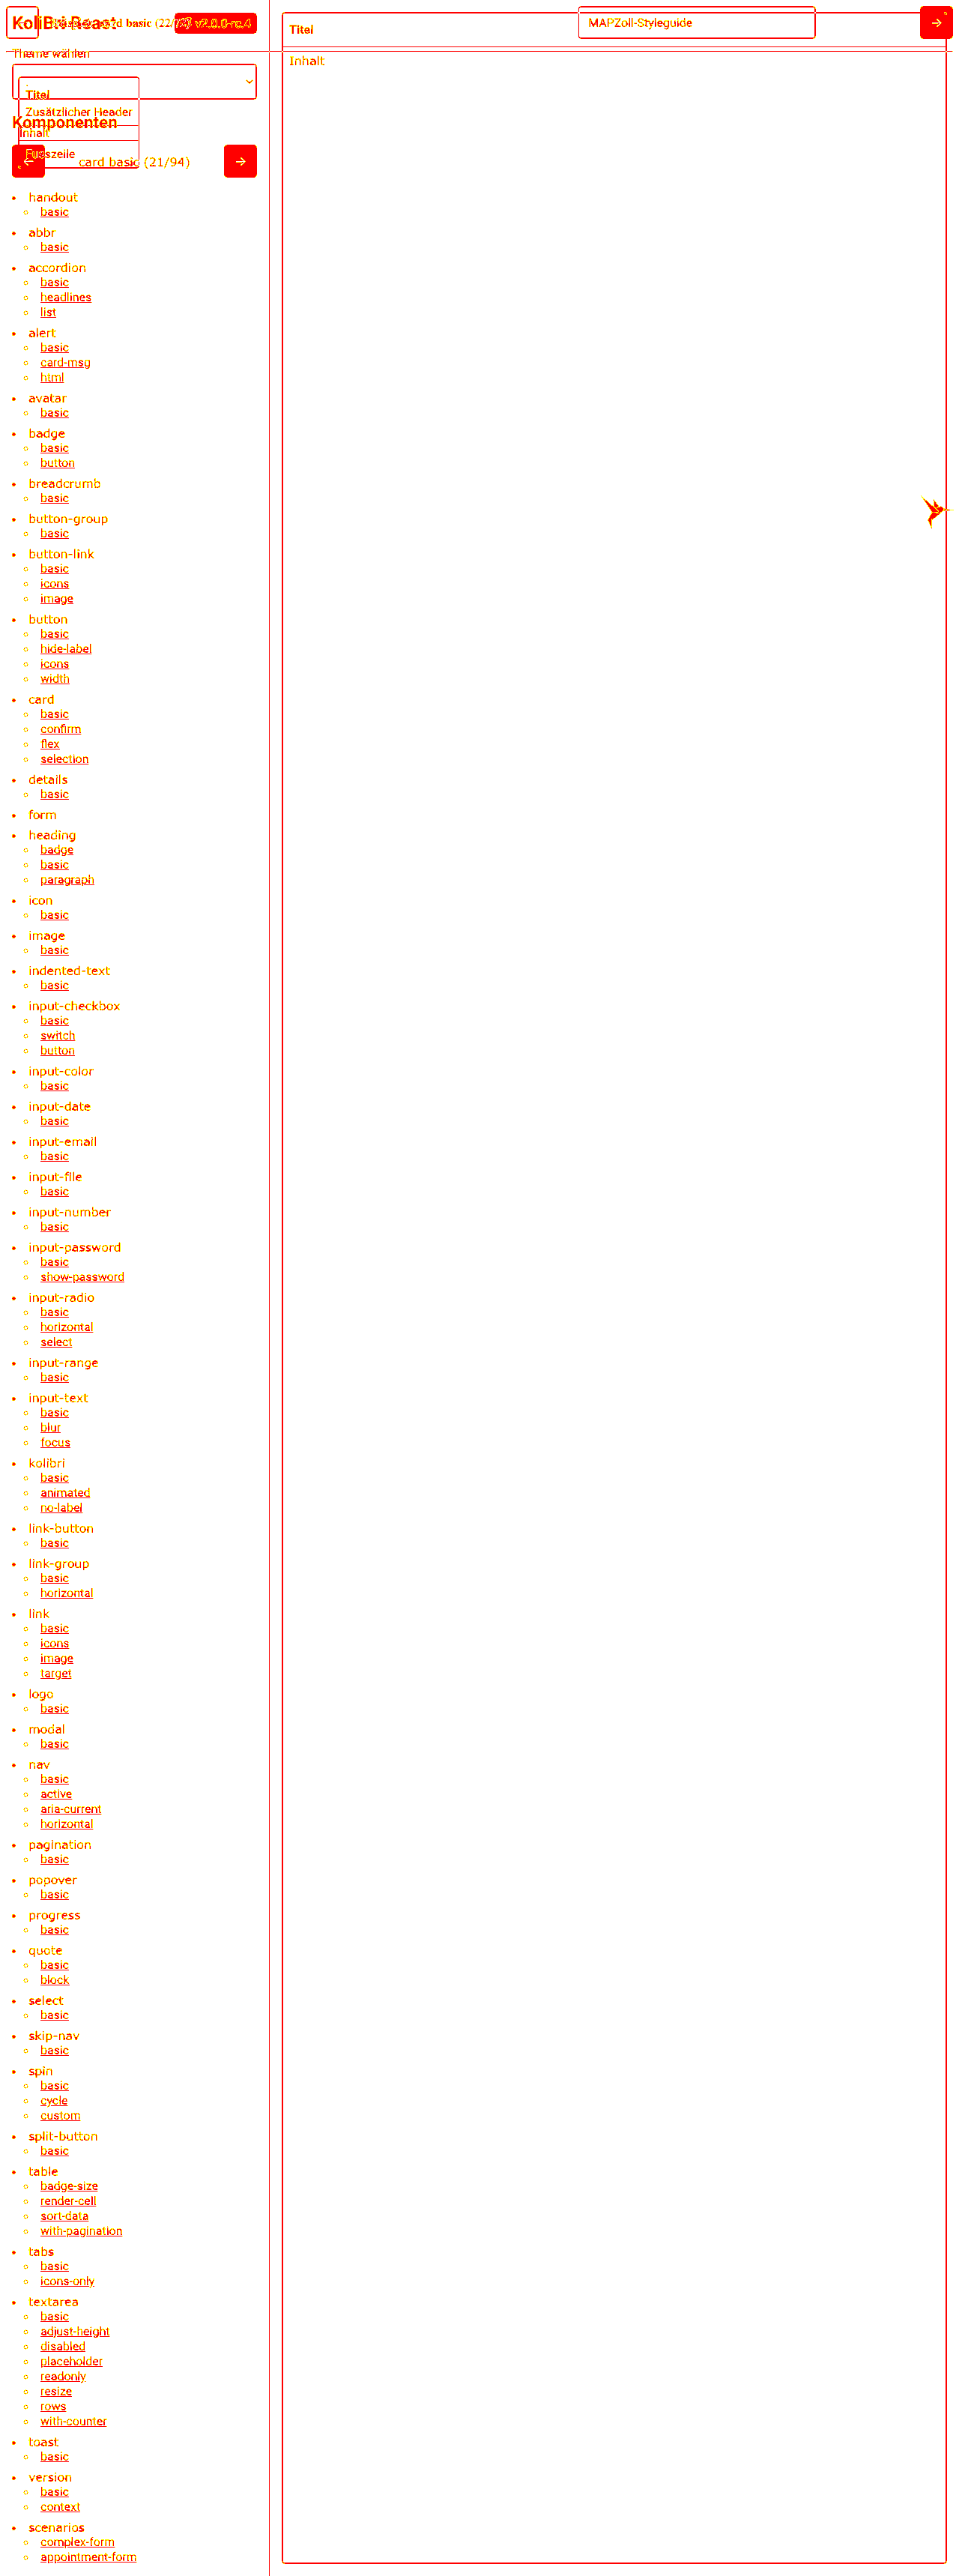 KoliBri React
v2.0.0-rc.4
Theme wählen
Titel
Zusätzlicher Header
Komponenten
Inhalt
Fusszeile
card basic (21/94)
handout
basic
abbr
basic
accordion
basic
headlines
list
alert
basic
card-msg
html
avatar
basic
badge
basic
button
breadcrumb
basic
button-group
basic
button-link
basic
icons
image
button
basic
hide-label
icons
width
card
basic
confirm
flex
selection
details
basic
form
heading
badge
basic
paragraph
icon
basic
image
basic
indented-text
basic
input-checkbox
basic
switch
button
input-color
basic
input-date
basic
input-email
basic
input-file
basic
input-number
basic
input-password
basic
show-password
input-radio
basic
horizontal
select
input-range
basic
input-text
basic
blur
focus
kolibri
basic
animated
no-label
link-button
basic
link-group
basic
horizontal
link
basic
icons
image
target
logo
basic
modal
basic
nav
basic
active
aria-current
horizontal
pagination
basic
popover
basic
progress
basic
quote
basic
block
select
basic
skip-nav
basic
spin
basic
cycle
custom
split-button
basic
table
badge-size
render-cell
sort-data
with-pagination
tabs
basic
icons-only
textarea
basic
adjust-height
disabled
placeholder
readonly
resize
rows
with-counter
toast
basic
version
basic
context
scenarios
complex-form
appointment-form
Titel
MAPZoll-Styleguide
Inhalt